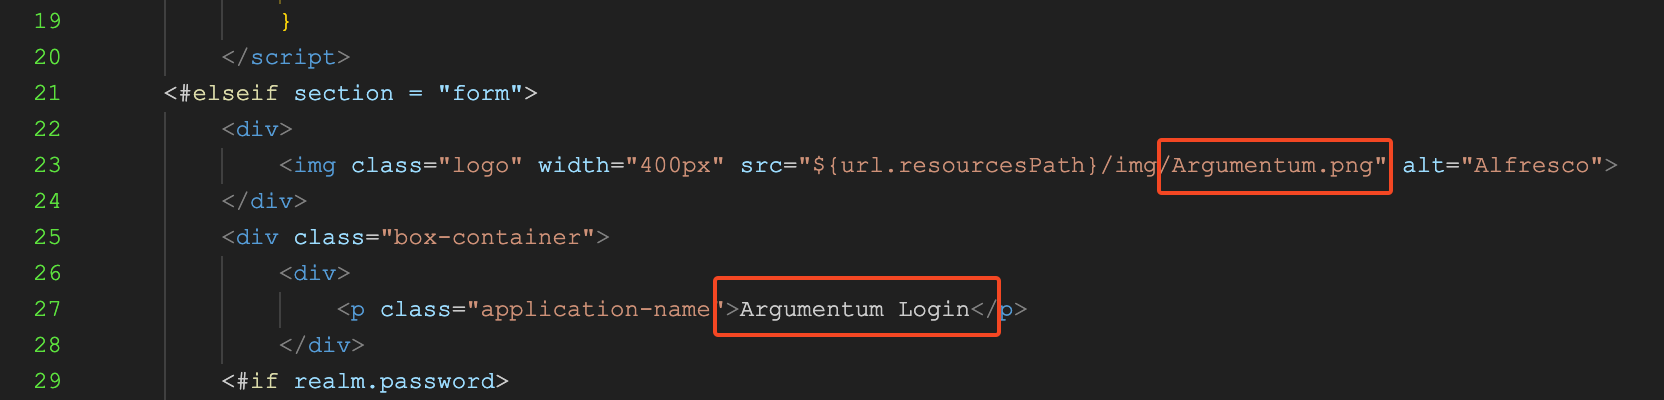 19 }
20 </script>
21 <#elseif section = "form">
22 <div>
23 <img class="logo" width="400px" src="${url.resourcesPath}/img/Argumentum.png" alt="Alfresco">
24 </div>
25 <div class="box-container">
26 <div>
27 <p class="application-name">Argumentum Login</p>
28 </div>
29 <#if realm.password>